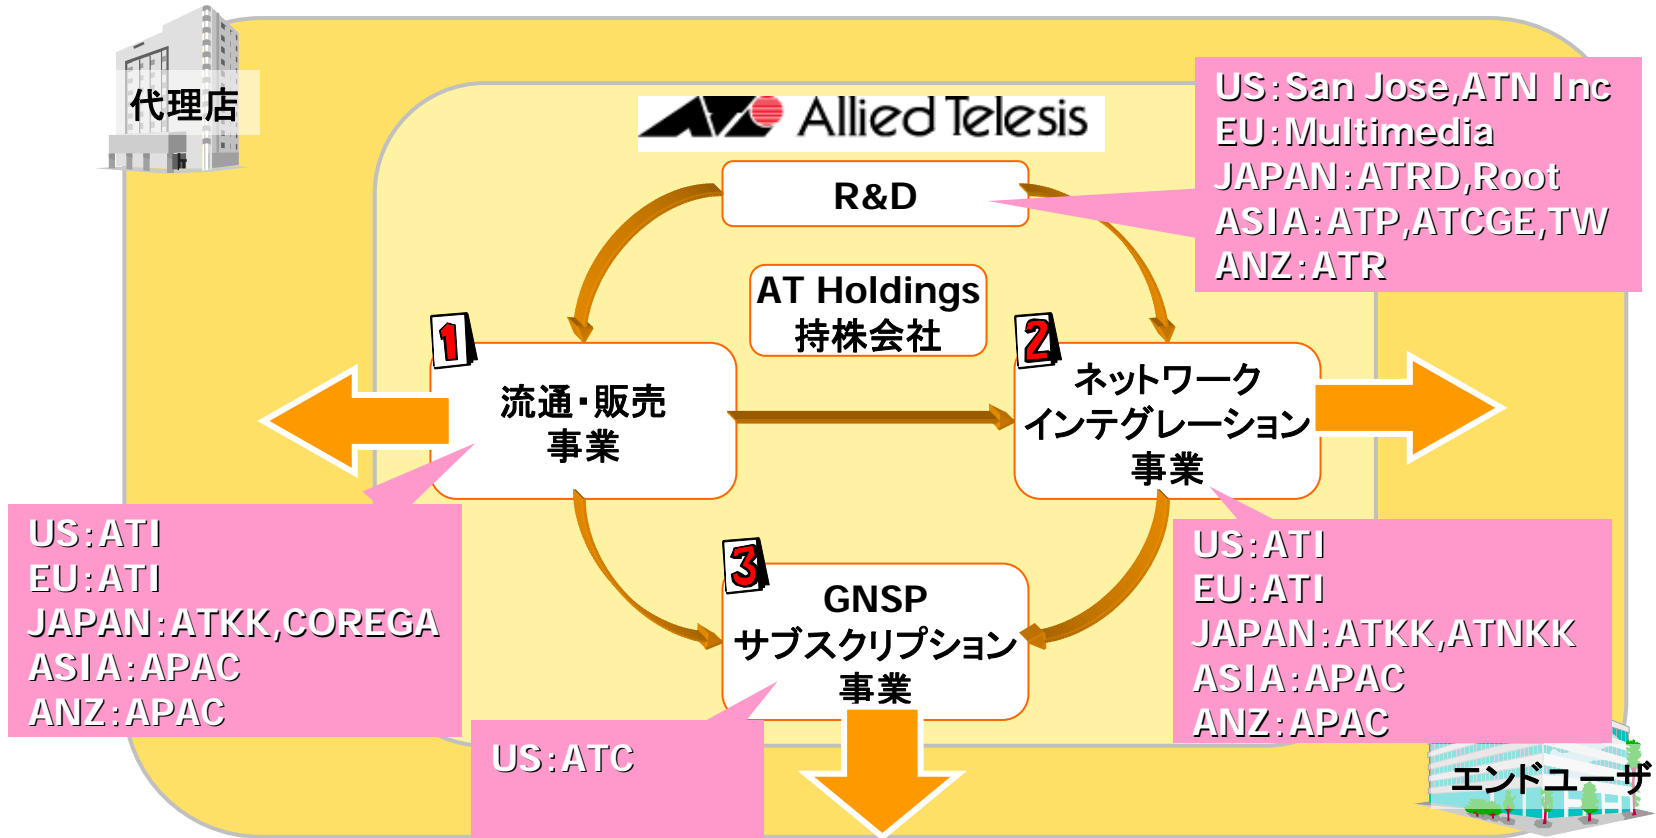 代理店
Allied Telesis
US:San Jose,ATN Inc
EU:Multimedia
JAPAN:ATRD,Root
ASIA:ATP,ATCGE,TW
ANZ:ATR
R&D
AT Holdings
持株会社
1
流通・販売
事業
2
ネットワーク
インテグレーション
事業
US:ATI
EU:ATI
JAPAN:ATKK,COREGA
ASIA:APAC
ANZ:APAC
3
GNSP
サブスクリプション
事業
US:ATC
US:ATI
EU:ATI
JAPAN:ATKK,ATNKK
ASIA:APAC
ANZ:APAC
エンドユーザ